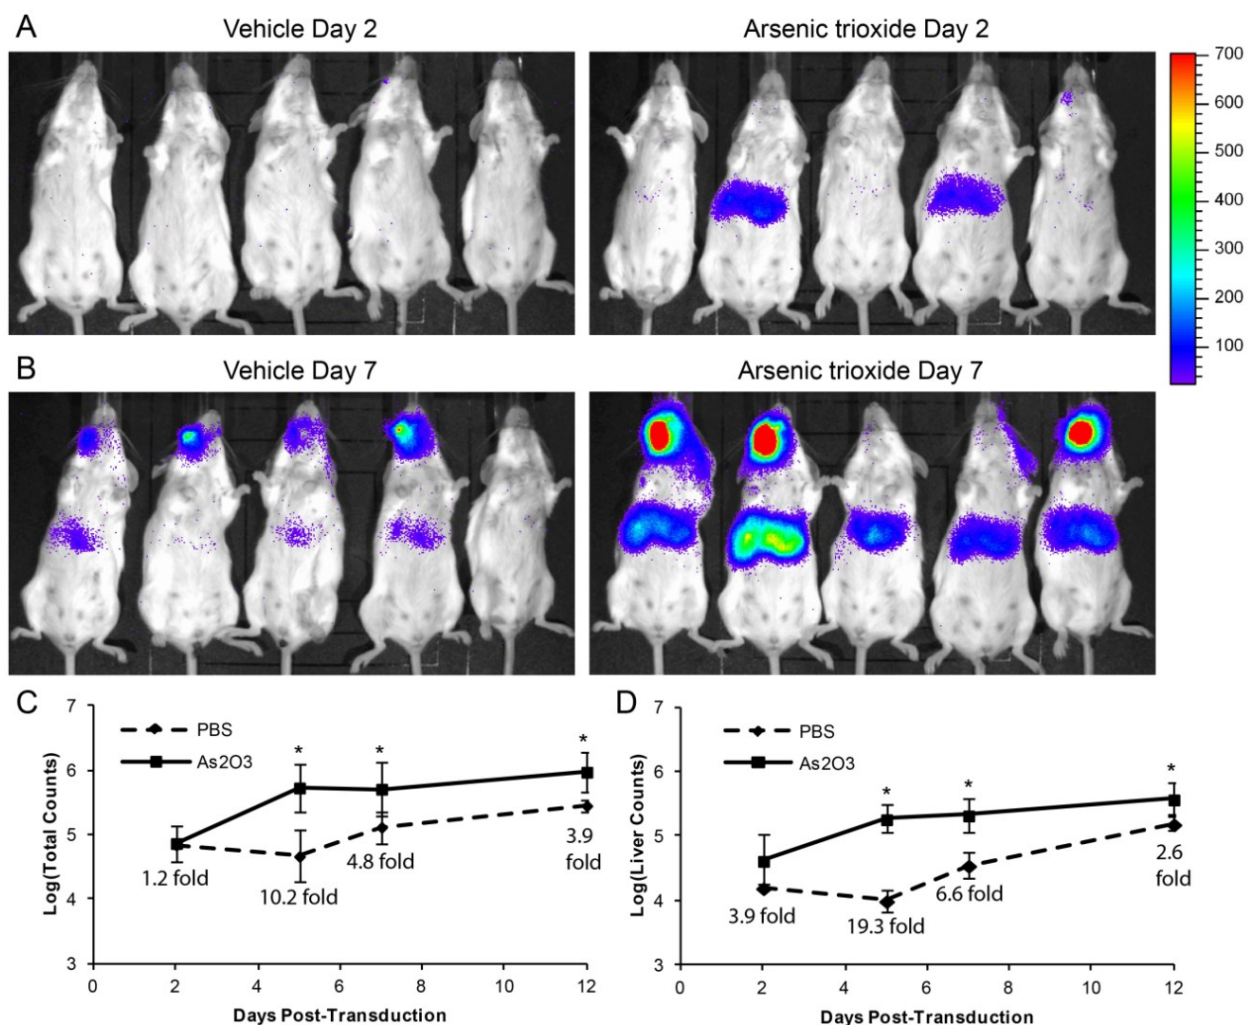 A
Vehicle Day 2
Arsenic trioxide Day 2
700
600
500
400
300
200
100
B
Vehicle Day 7
Arsenic trioxide Day 7
C
7
6
5
4
3
Log(Total Counts)
PBS
As2O3
*
*
*
1.2 fold
10.2 fold
4.8 fold
3.9
fold
0 2 4 6 8 10 12
Days Post-Transduction
D
7
6
5
4
3
Log(Liver Counts)
PBS
As2O3
*
*
*
3.9 fold
19.3 fold
6.6 fold
2.6
fold
0 2 4 6 8 10 12
Days Post-Transduction